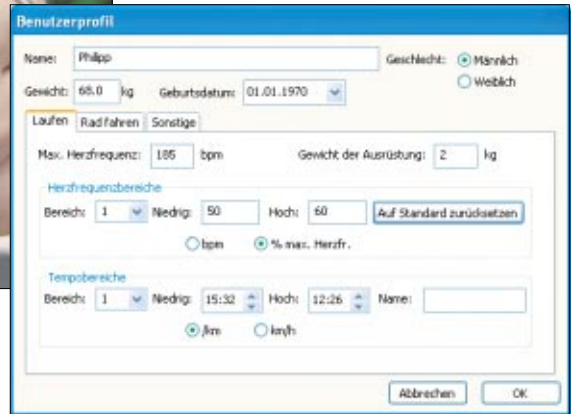 Benutzerprofil
Name: Philipp Geschlecht: Männlich
Weiblich
Gewicht: 68.0 kg Geburtsdatum: 01.01.1970
Laufen Radfahren Sonstige
Max. Herzfrequenz: 185 bpm Gewicht der Ausrüstung: 2 kg
Herzfrequenzbereiche
Bereich: 1 Niedrig: 50 Hoch: 60 Auf Standard zurücksetzen
bpm % max. Herzfr.
Tempobereiche
Bereich: 1 Niedrig: 15:32 Hoch: 12:26 Name:
/km km/h
Abbrechen OK